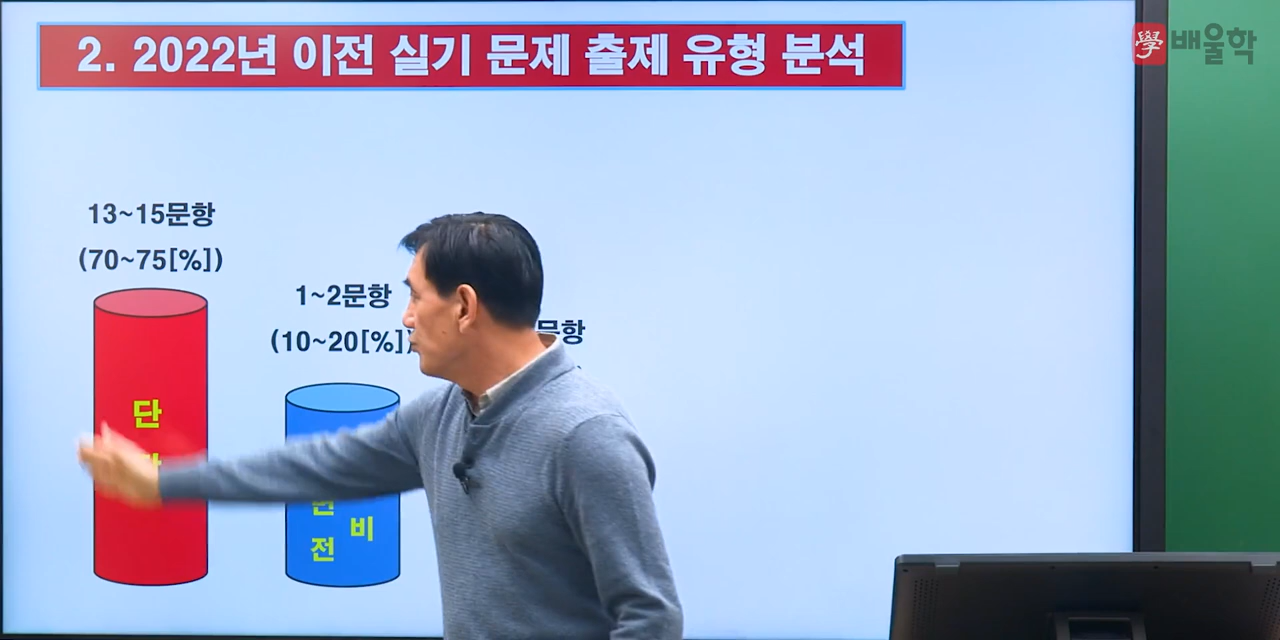 2. 2022년 이전 실기 문제 출제 유형 분석
學 배울학
13~15문항
(70~75[%])
1~2문항
(10~20[%])
문항
단
비
전